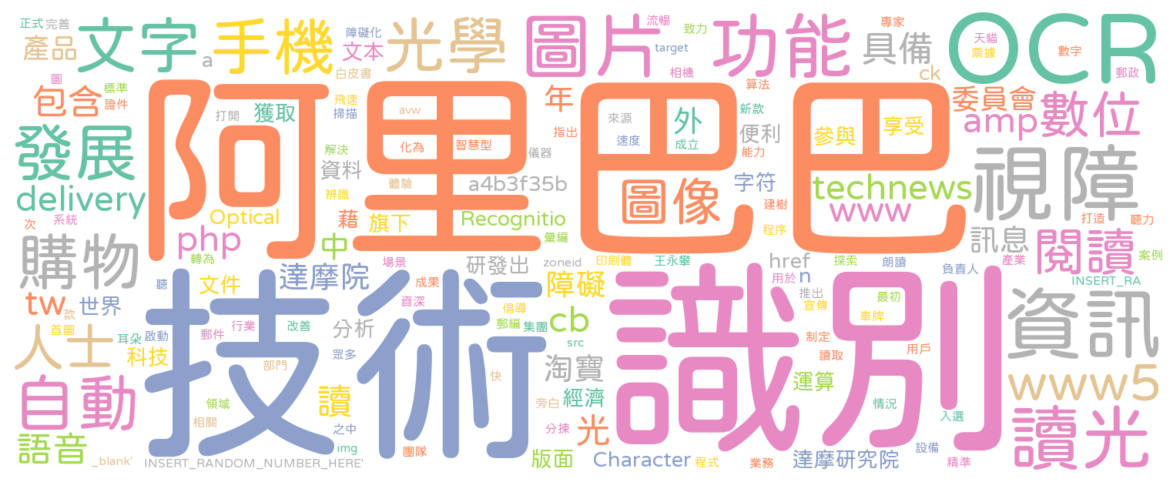 正式 完善 產品 文字 a 手機 障礙化 文本 光學 圖片 流暢 致力 target 相機 功能 專家 具備 ck OCR 天貓 票據 數字 郵政
圖 標準 包含 證件 打開 獲取 白皮書 飛速 掃描 avw 年 指出 來源 速度 外 成立 算法 新款 便利 能力 參與 享受 委員會 amp 數位
發展 阿里巴巴 化為 智慧型 儀器 解決 資料 體驗 辨識 a4b3f35b 圖像 字符 建樹 technews www 視障
delivery Optical 藉 旗下 Recognitio 彙編 程序 打造 聽力
次 系統 php 轉為 中 購物 研發出 zoneid 印刷體 王永攀 href 探索 朗讀 訊息 閱讀 產業 案例
tw 世界 聽 達摩院 文件 場景 成果 資深 障礙 用於 n 負責人 INSERT_RA
款 首圖 耳朵 啟動 郵件 行業 改善 分析 倡導 郵編 集團 cb src 推出 宣傳 最初 車牌 資訊
人士 科技 部門 眾多 技術 快 淘寶 識別 制定 讀取 用戶 www5
自動 領域 相關 讀 之中 旁白 經濟 運算 情況 入選
語音 _blank' img 團隊 分揀 光 設備 讀光
INSERT_RANDOM_NUMBER_HERE' 版面 Character 程式 業務 達摩研究院 精準